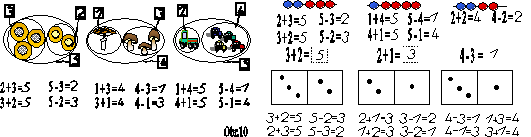 2+3=5 5-3=2 1+4=5 5-4=1 2+2=4 4-2=2
3+2=5 5-2=3 4+1=5 5-1=4
3+2= 5 2+1= 3 4-3=1
2+3=5 5-3=2 1+3=4 4-3=1 1+4=5 5-4=1
3+2=5 5-2=3 3+1=4 4-1=3 4+1=5 5-1=4
3+2=5 5-2=3 2+1=3 3-1=2 4-3=1 1+3=4
2+3=5 5-3=2 1+2=3 3-2=1 4-1=3 3+1=4
Obr.10